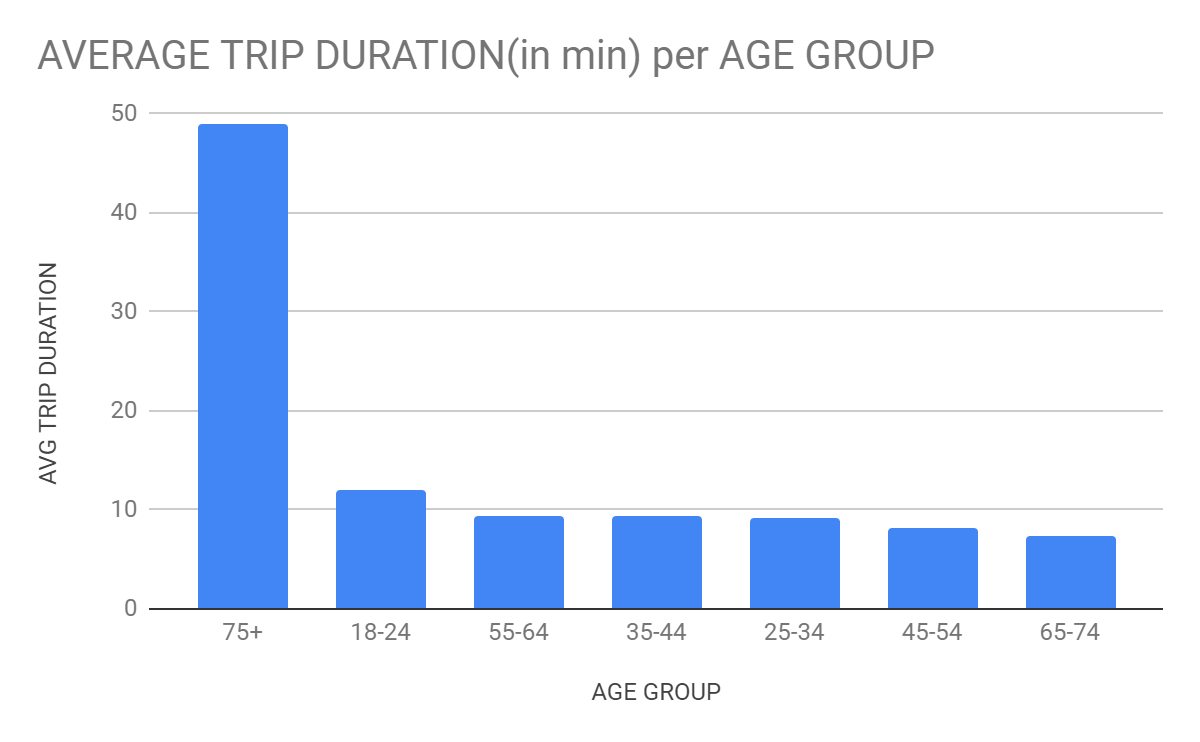 AVERAGE TRIP DURATION(in min) per AGE GROUP
AVG TRIP DURATION
50
40
30
20
10
0
75+ 18-24 55-64 35-44 25-34 45-54 65-74
AGE GROUP